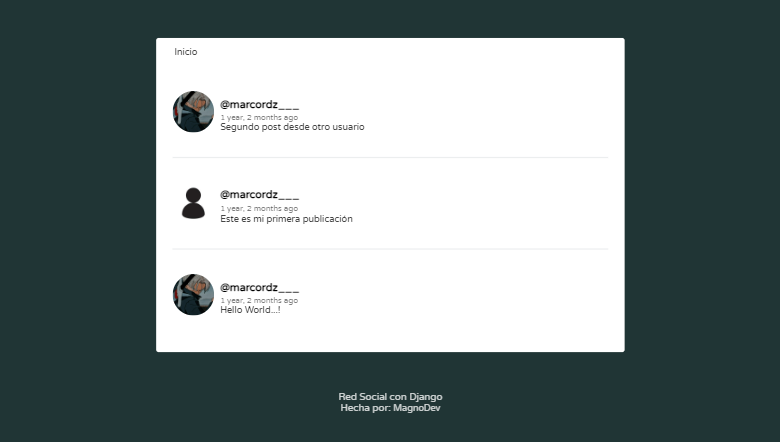 Inicio
@marcordz___
1 year, 2 months ago
Segundo post desde otro usuario
@marcordz___
1 year, 2 months ago
Este es mi primera publicación
@marcordz___
1 year, 2 months ago
Hello World...!
Red Social con Django
Hecha por: MagnoDev